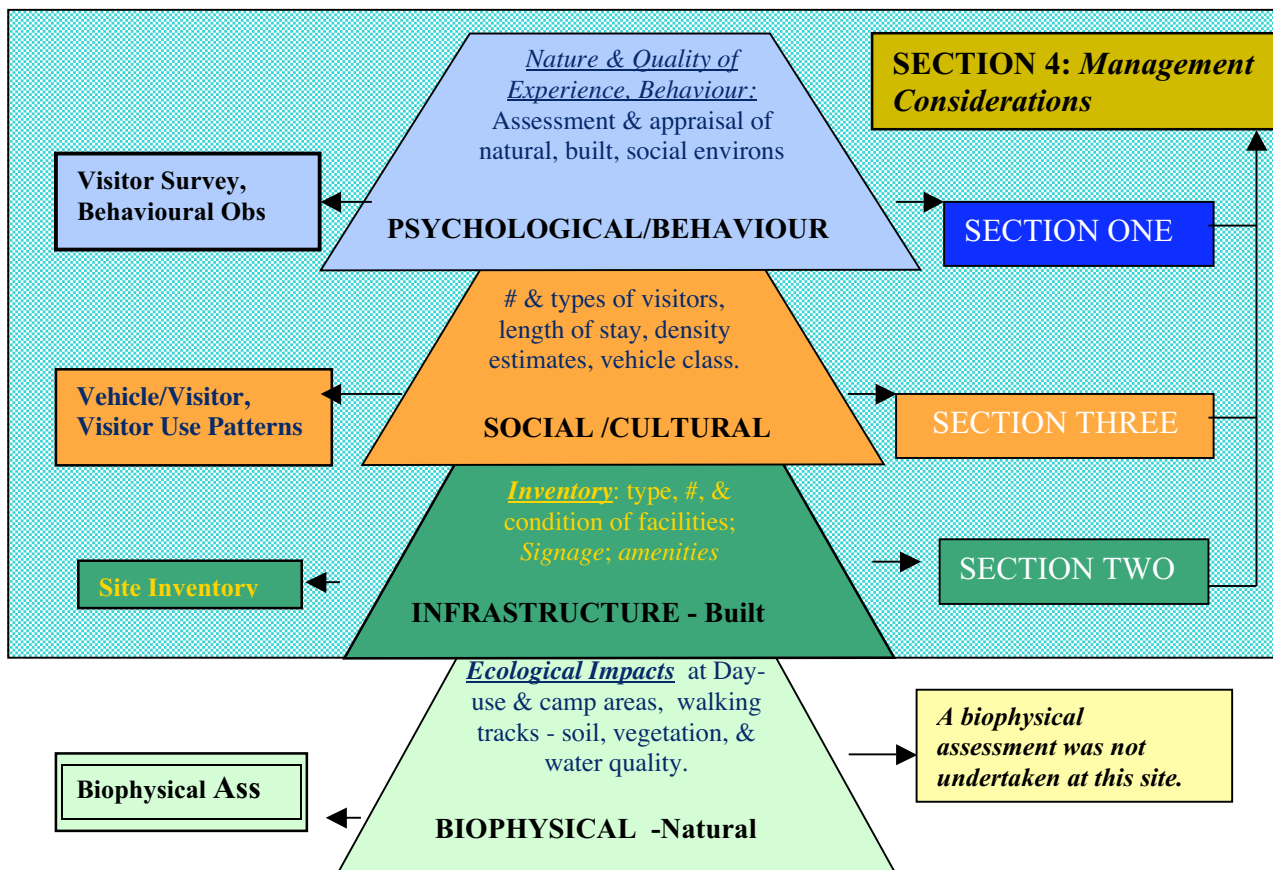 Nature & Quality of
Experience, Behaviour:
Assessment & appraisal of
natural, built, social environs
PSYCHOLOGICAL/BEHAVIOUR
SECTION 4: Management
Considerations
Visitor Survey,
Behavioural Obs
SECTION ONE
# & types of visitors,
length of stay, density
estimates, vehicle class.
SOCIAL /CULTURAL
Vehicle/Visitor,
Visitor Use Patterns
SECTION THREE
Inventory: type, #, &
condition of facilities;
Signage; amenities
INFRASTRUCTURE - Built
Site Inventory
SECTION TWO
Ecological Impacts at Day-
use & camp areas, walking
tracks - soil, vegetation, &
water quality.
BIOPHYSICAL -Natural
Biophysical Ass
A biophysical
assessment was not
undertaken at this site.